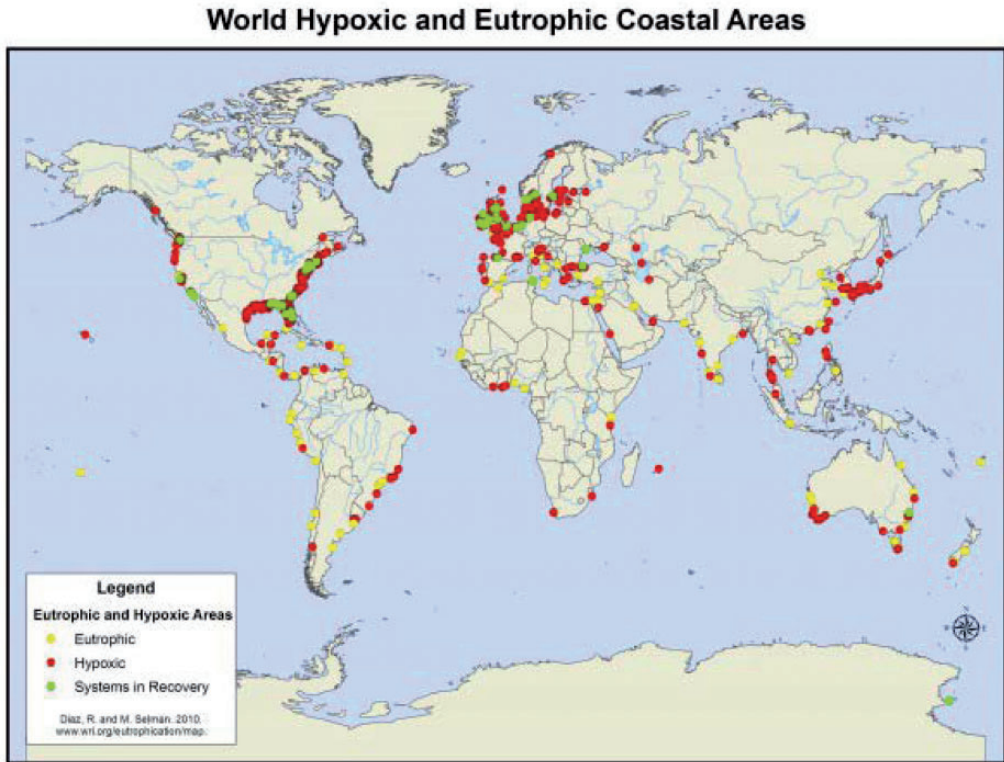 World Hypoxic and Eutrophic Coastal Areas
Legend
Eutrophic and Hypoxic Areas
Eutrophic
Hypoxic
Systems in Recovery
Diaz, R. and M. Selman. 2010.
www.wri.org/eutrophication/map.